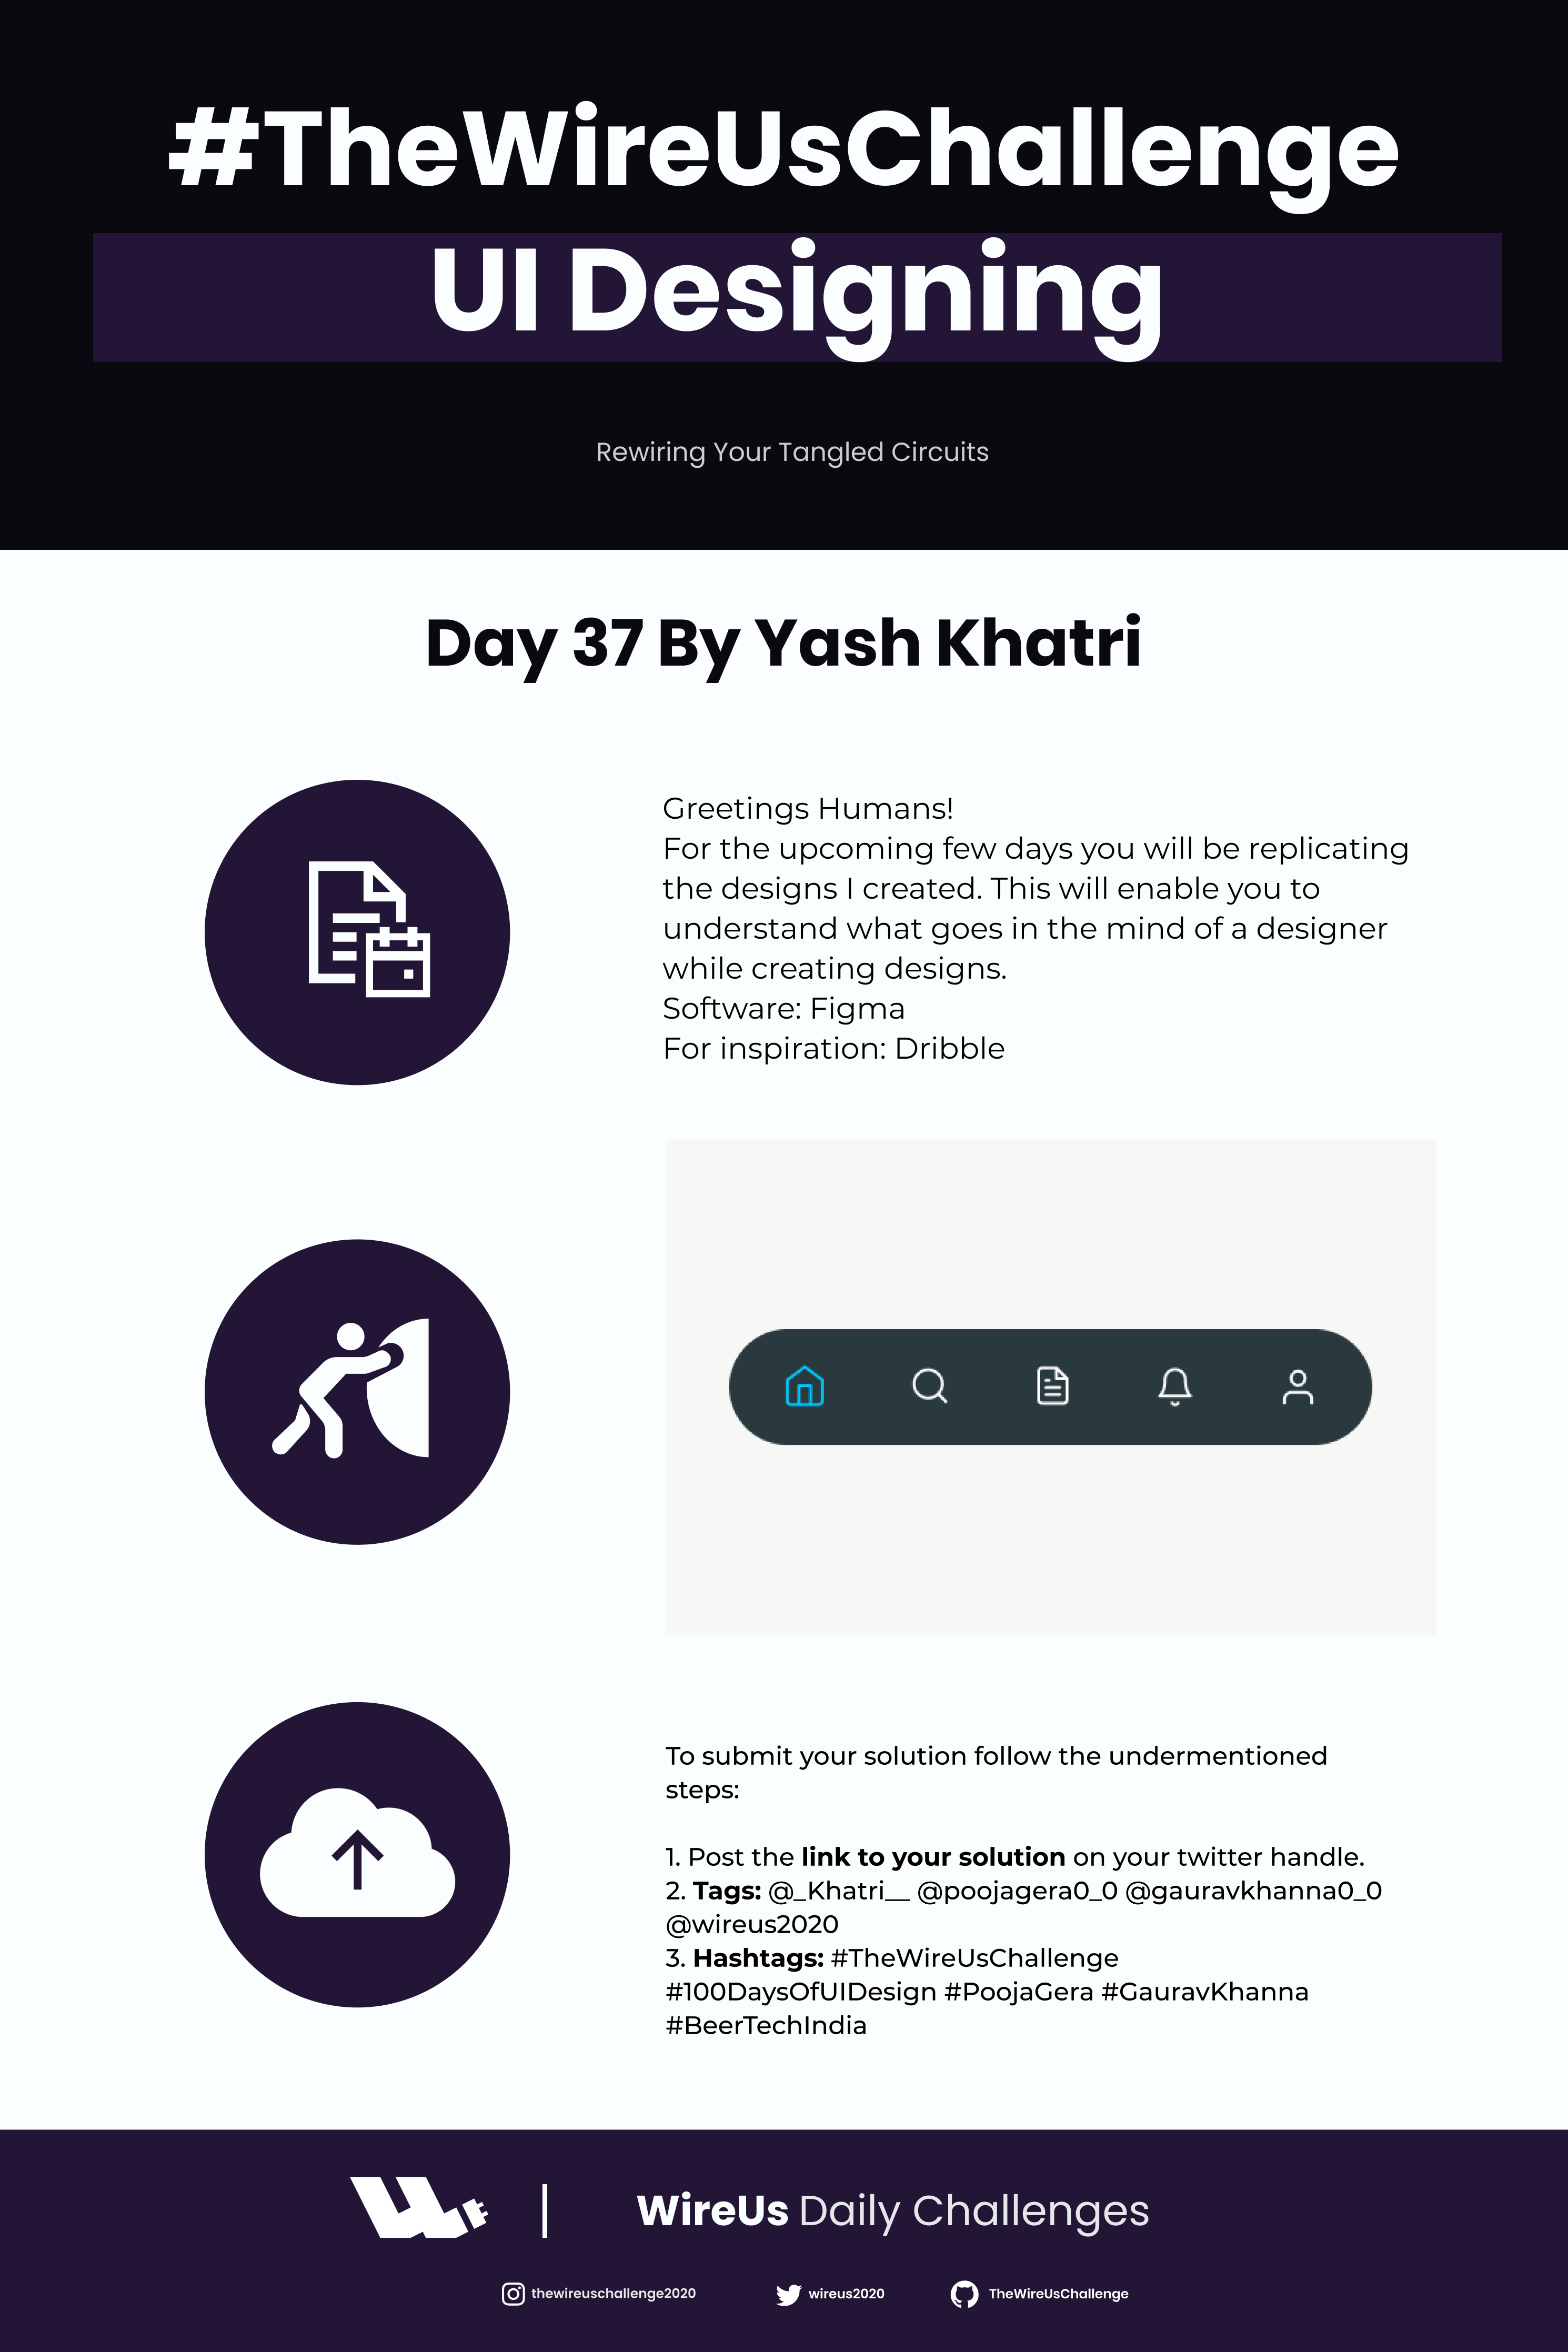 #TheWireUsChallenge
UI Designing
Rewiring Your Tangled Circuits
Day 37 By Yash Khatri
Greetings Humans!
For the upcoming few days you will be replicating
the designs I created. This will enable you to
understand what goes in the mind of a designer
while creating designs.
Software: Figma
For inspiration: Dribble
To submit your solution follow the undermentioned
steps:
1. Post the link to your solution on your twitter handle.
2. Tags: @_Khatri__ @poojagera0_0 @gauravkhanna0_0
@wireus2020
3. Hashtags: #TheWireUsChallenge
#100DaysOfUIDesign #PoojaGera #GauravKhanna
#BeerTechIndia
WireUs Daily Challenges
thewireuschallenge2020 wireus2020 TheWireUsChallenge